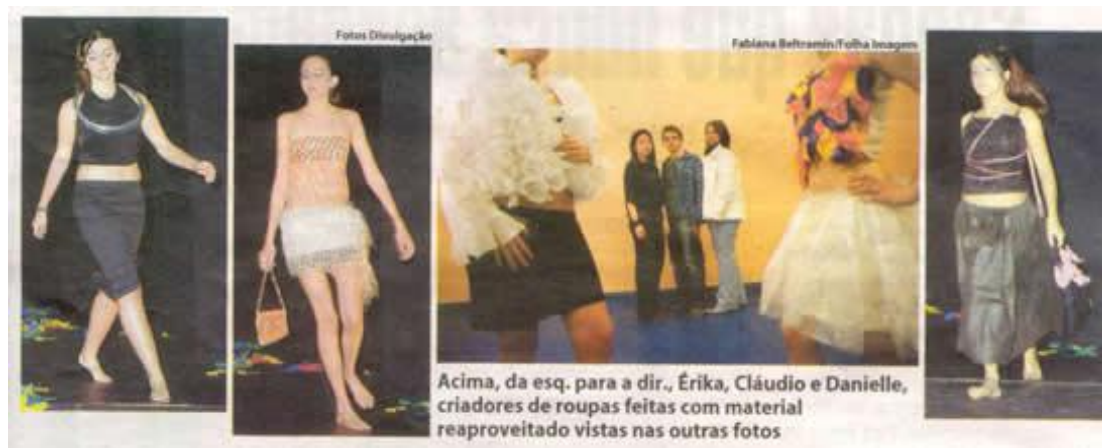 Fotos Divulgação
Fabiana Beltramin/Folha Imagem
Acima, da esq. para a dir., Érika, Cláudio e Danielle,
criadores de roupas feitas com material
reaproveitado vistas nas outras fotos